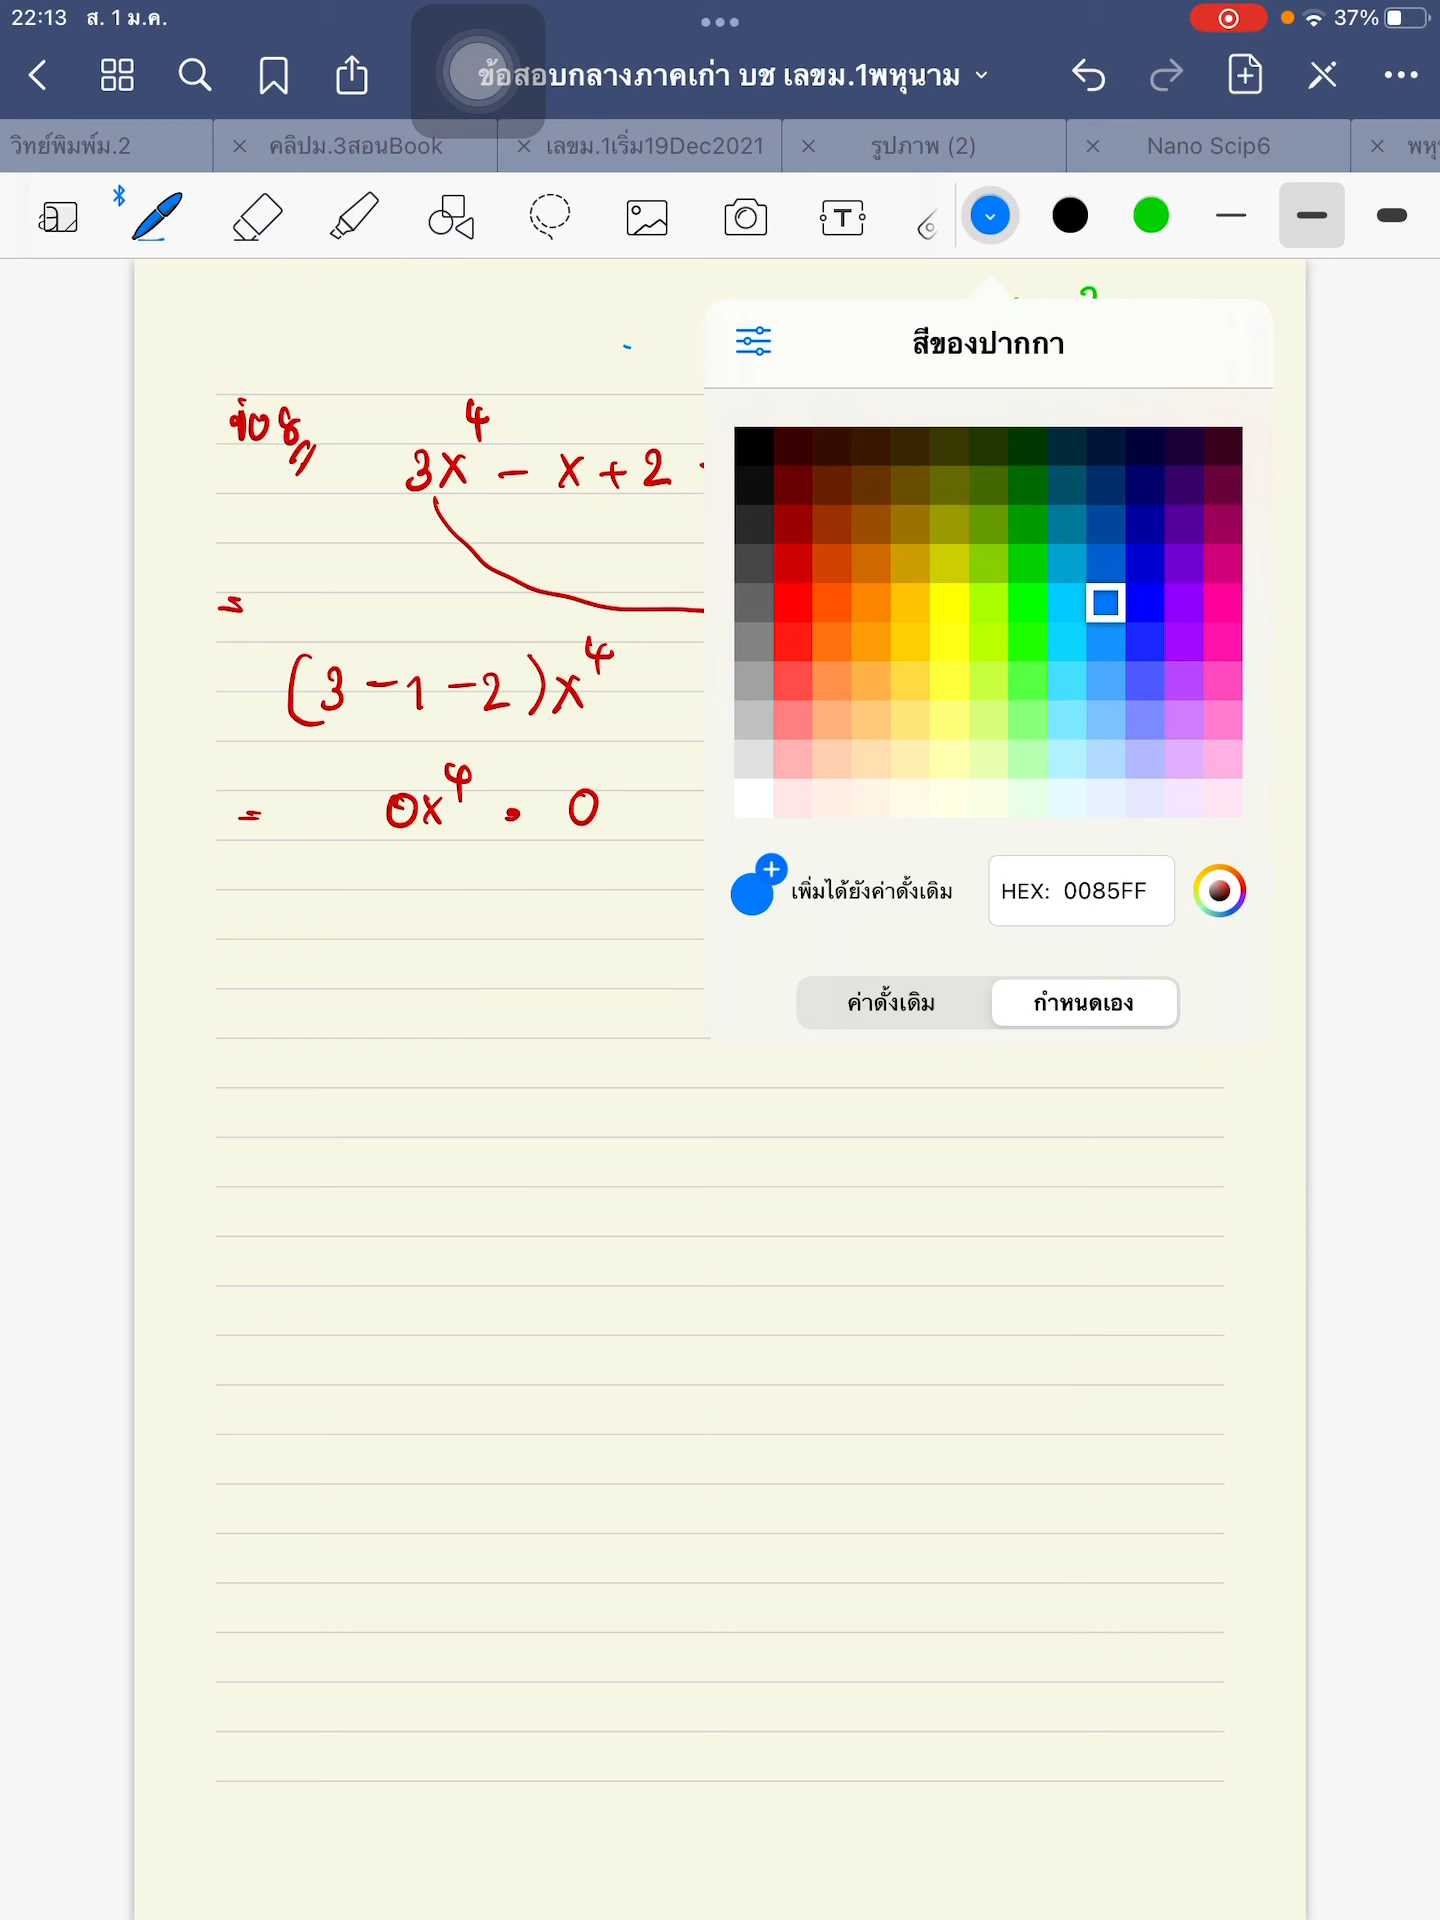 22:13 ส. 1 ม.ค. 37%
ข้อสอบกลางภาคเก่า บช เลขม.1พหุนาม
วิทย์พิมพ์ม.2 คลิปม.3สอนBook เลขม.1เริ่ม19Dec2021 รูปภาพ (2) Nano Scip6
T
สีของปากกา
ข้อ 8
3x⁴ - x + 2
=
(3 - 1 - 2)x⁴
= 0x⁴ = 0
เพิ่มได้ยังค่าดั้งเดิม HEX: 0085FF
ค่าดั้งเดิม กำหนดเอง